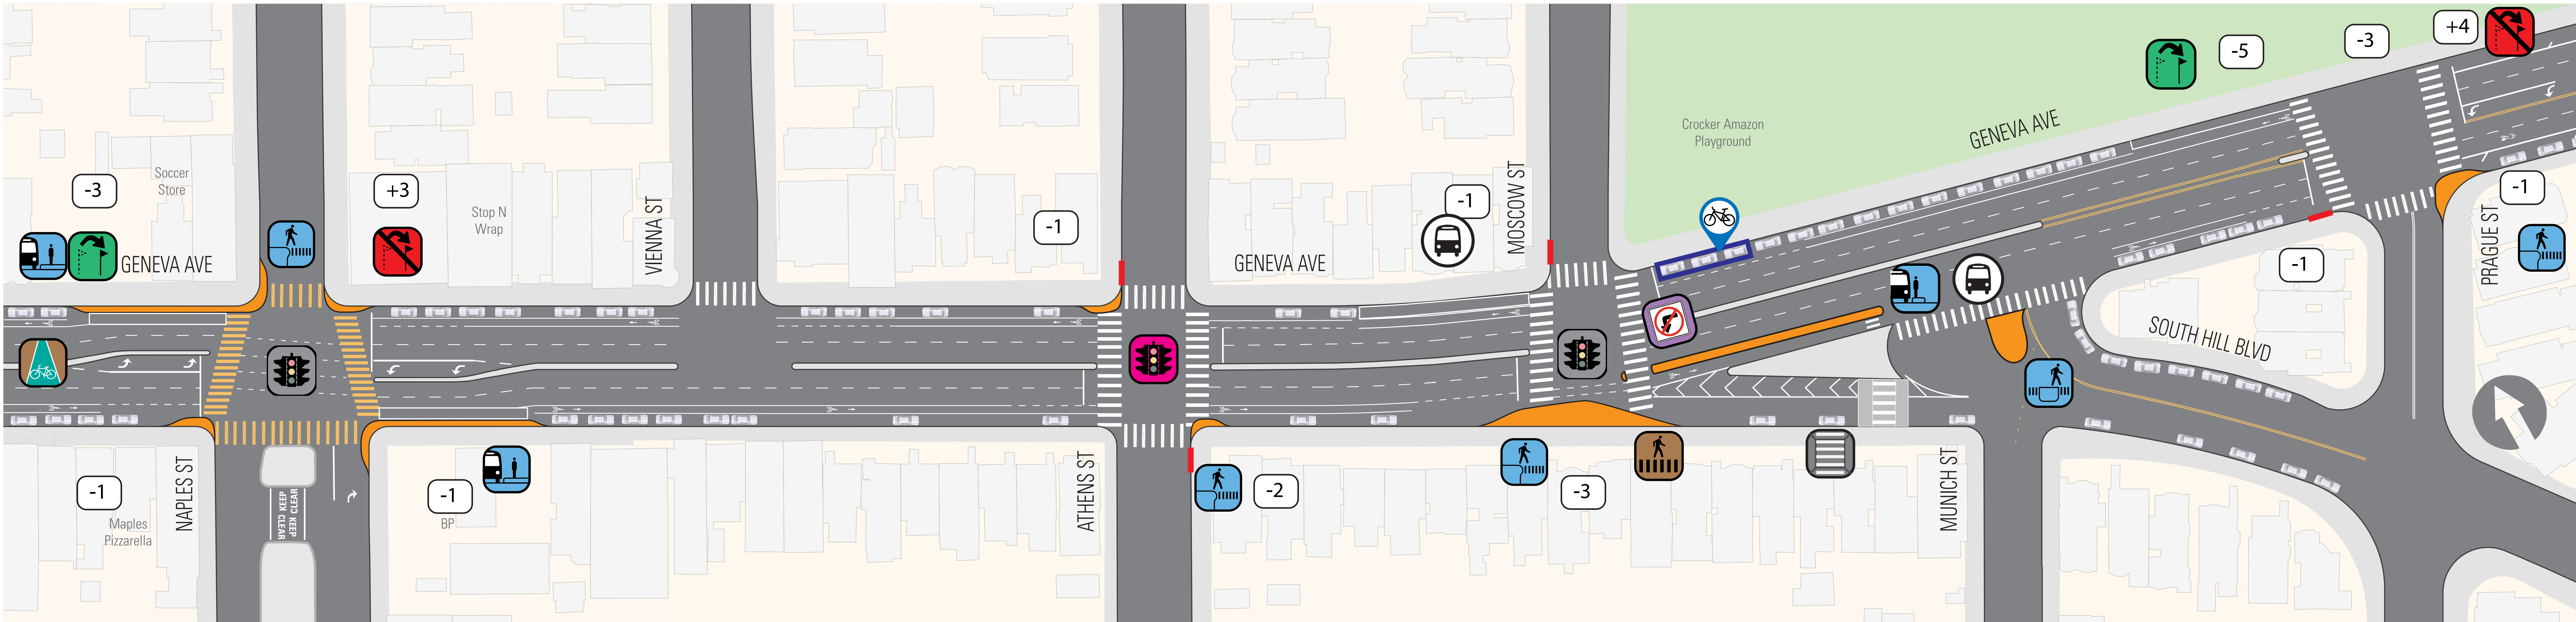 +4
-3
-5
Crocker Amazon
Playground
GENEVA AVE
-3
Soccer
Store
+3
Stop N
Wrap
VIENNA ST
-1
-1
MOSCOW ST
-1
PRAGUE ST
GENEVA AVE
GENEVA AVE
-1
SOUTH HILL BLVD
-1
Maples
Pizzarella
NAPLES ST
KEEP
CLEAR
KEEP
CLEAR
-1
BP
ATHENS ST
-2
-3
MUNICH ST